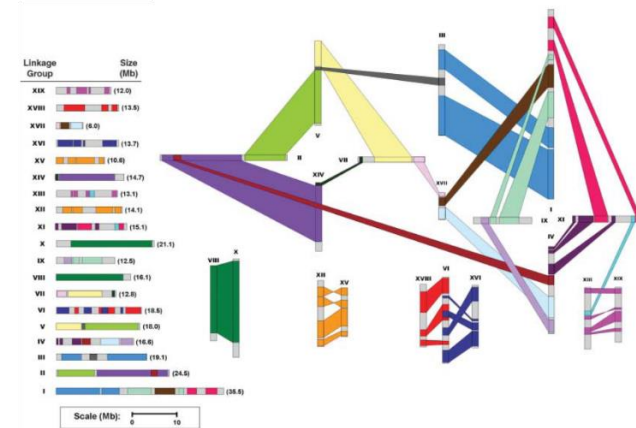 Linkage Group
Size (Mb)
XIX (12.0)
XVIII (13.5)
XVII (6.0)
XVI (13.7)
XV (10.6)
XIV (14.7)
XIII (13.1)
XII (14.1)
XI (15.1)
X (21.1)
IX (12.5)
VIII (16.1)
VII (12.8)
VI (18.5)
V (18.0)
IV (16.6)
III (19.1)
II (24.5)
I (35.5)
Scale (Mb):
0 10
III
V
II
XIV
VII
XVII
I
IX
XI
IV
VIII
X
XII
XV
XVIII
VI
XVI
XIII
XIX